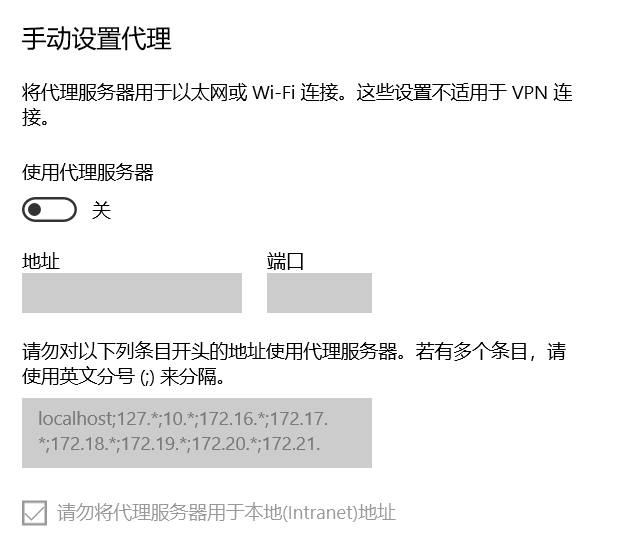 手动设置代理
将代理服务器用于以太网或 Wi-Fi 连接。这些设置不适用于 VPN 连
接。
使用代理服务器
关
地址 端口
请勿对以下列条目开头的地址使用代理服务器。若有多个条目，请
使用英文分号 (;) 来分隔。
localhost;127.*;10.*;172.16.*;172.17.
*;172.18.*;172.19.*;172.20.*;172.21.
请勿将代理服务器用于本地(Intranet)地址